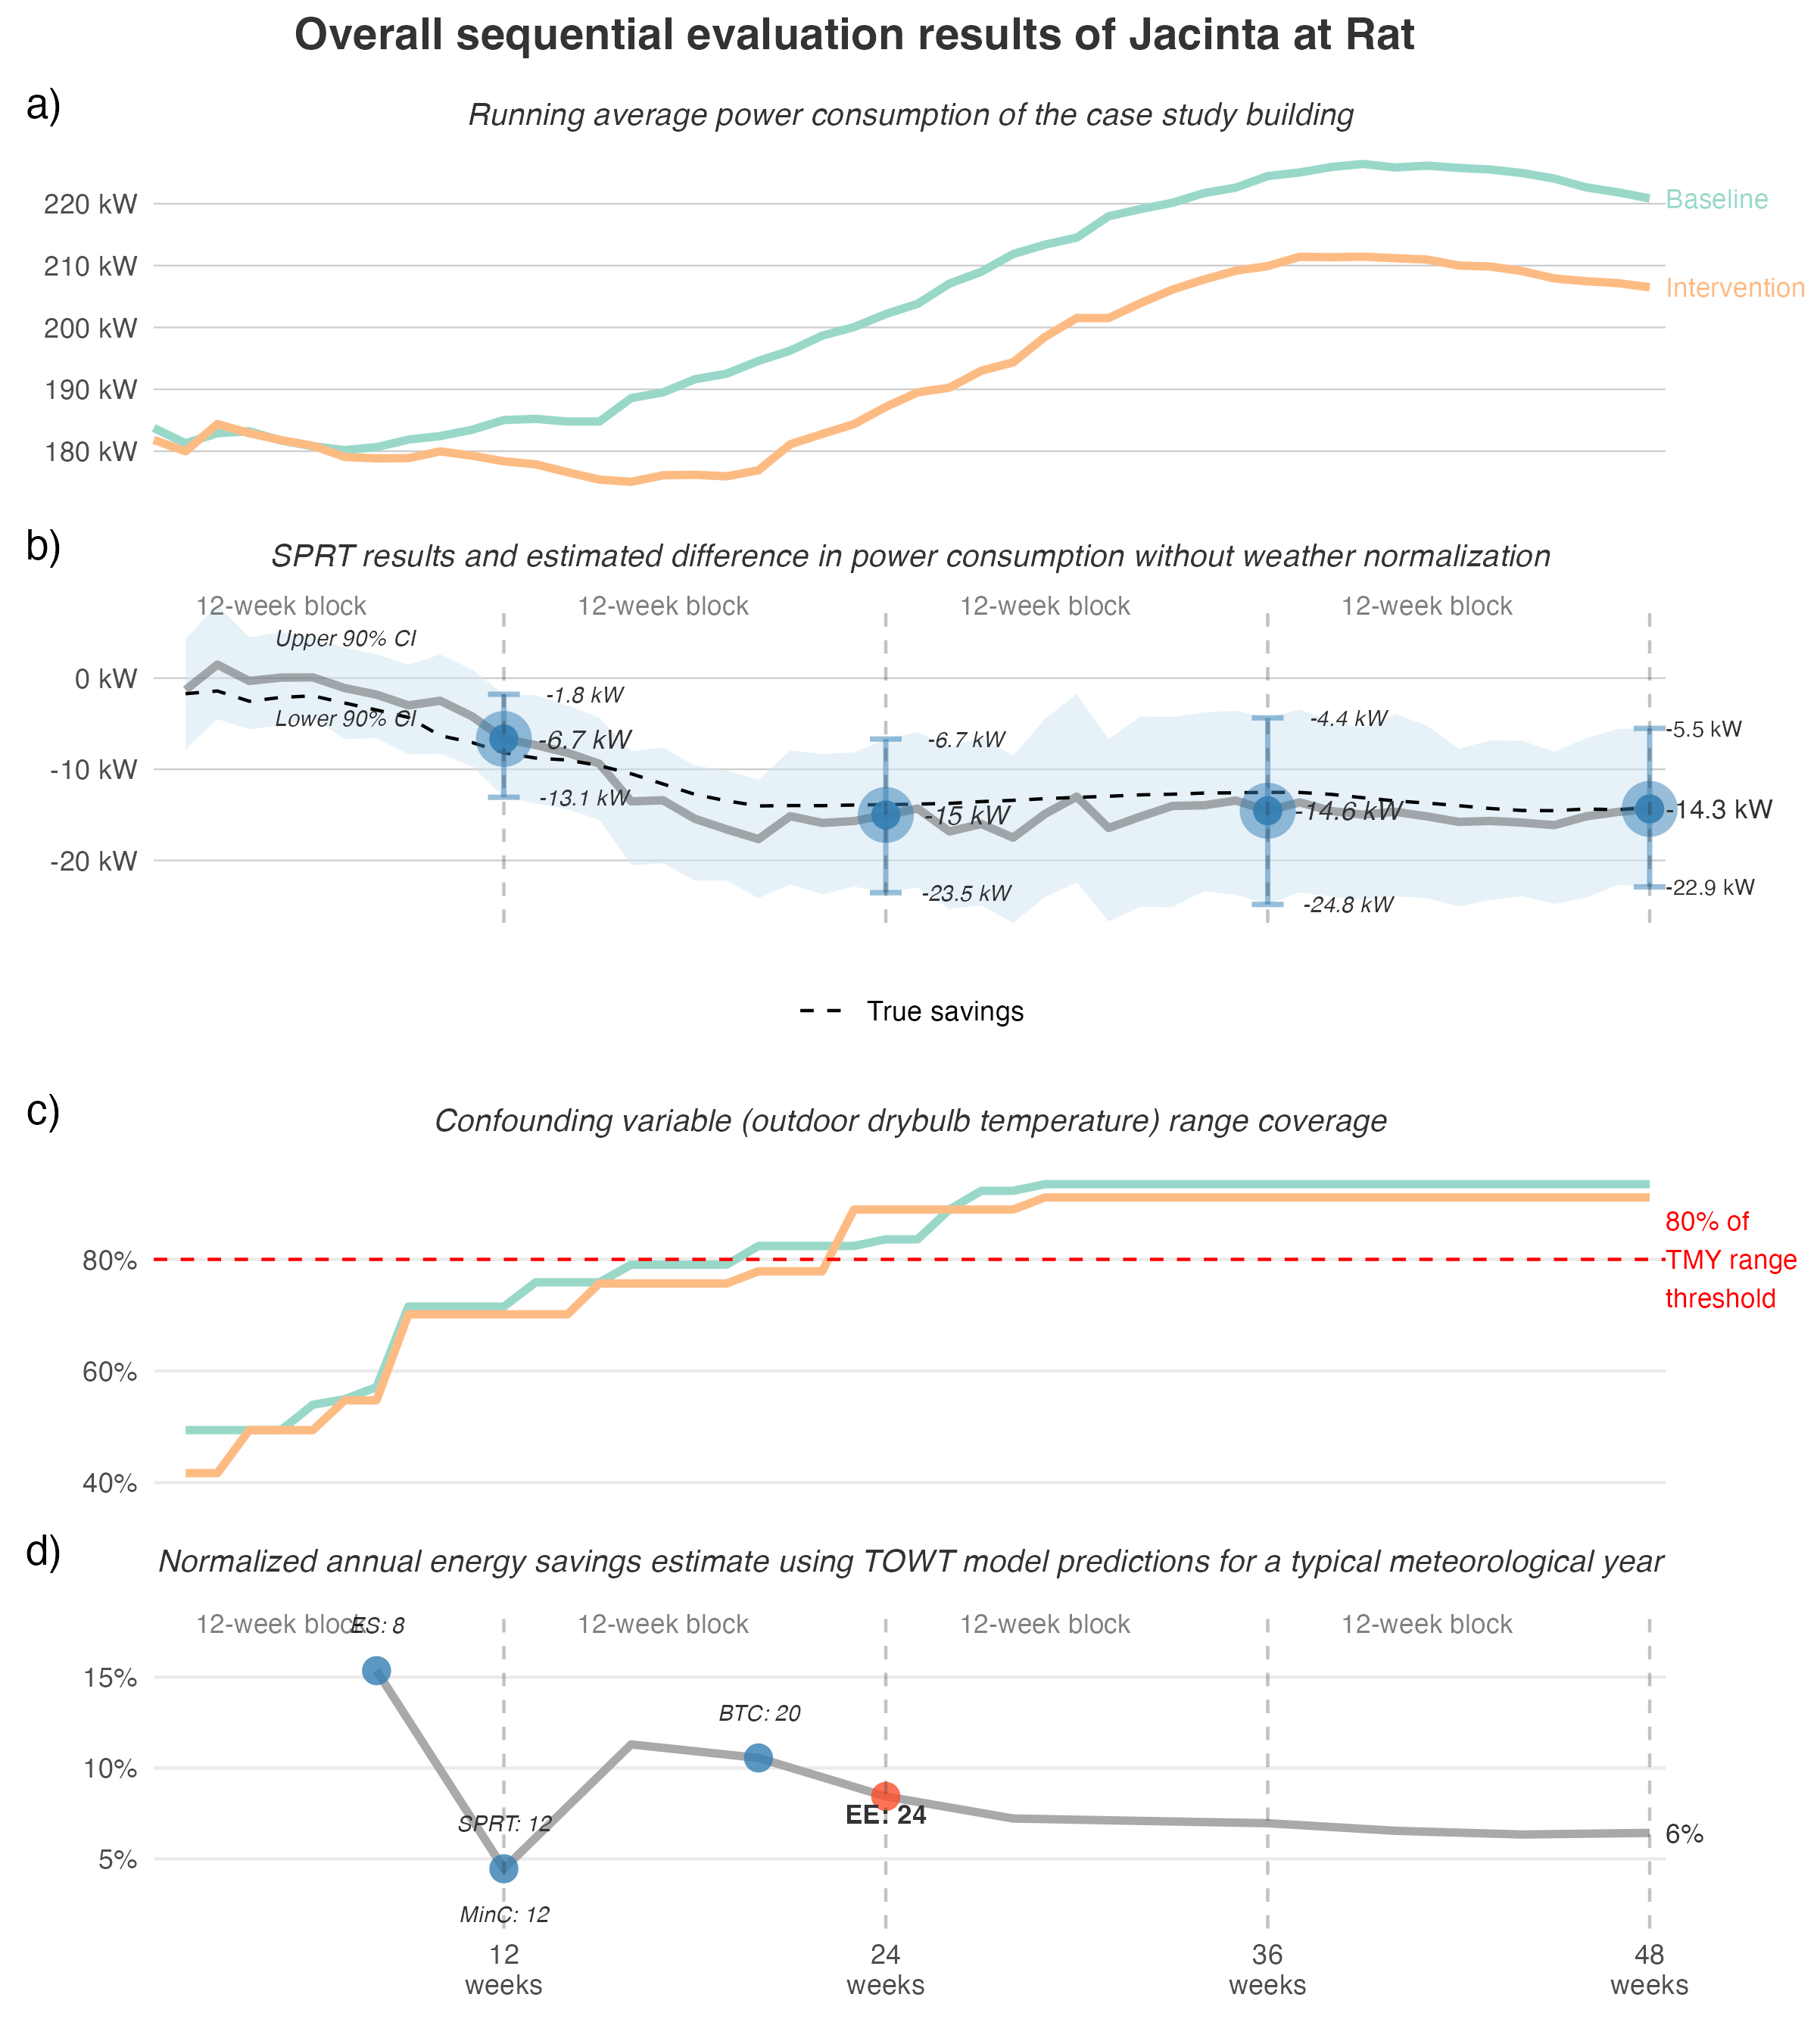 Overall sequential evaluation results of Jacinta at Rat
a)
Running average power consumption of the case study building
220 kW
210 kW
200 kW
190 kW
180 kW
Baseline
Intervention
b)
SPRT results and estimated difference in power consumption without weather normalization
12-week block
12-week block
12-week block
12-week block
Upper 90% CI
Lower 90% CI
0 kW
-10 kW
-20 kW
-1.8 kW
-6.7 kW
-13.1 kW
-6.7 kW
-15 kW
-23.5 kW
-4.4 kW
-14.6 kW
-24.8 kW
-5.5 kW
-14.3 kW
-22.9 kW
True savings
c)
Confounding variable (outdoor drybulb temperature) range coverage
80%
60%
40%
80% of
TMY range
threshold
d)
Normalized annual energy savings estimate using TOWT model predictions for a typical meteorological year
12-week block
12-week block
12-week block
12-week block
ES: 8
15%
10%
5%
BTC: 20
SPRT: 12
EE: 24
6%
MinC: 12
12
weeks
24
weeks
36
weeks
48
weeks